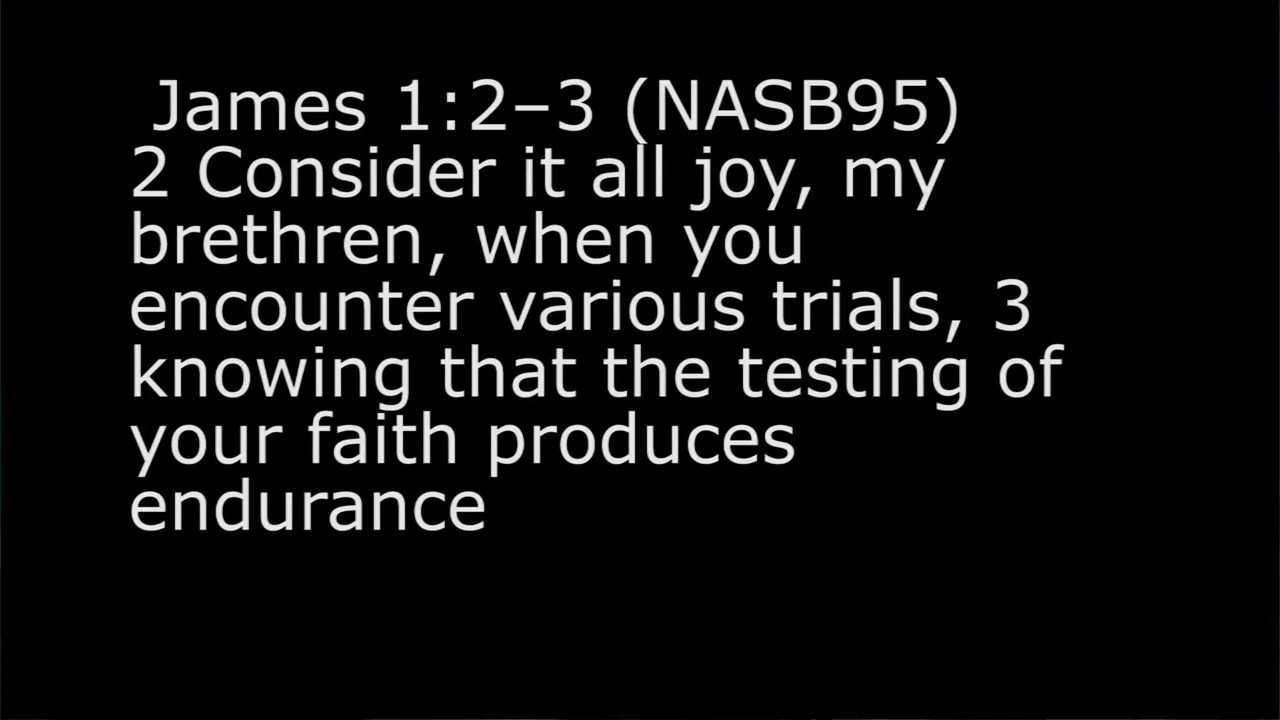 James 1:2–3 (NASB95)
2 Consider it all joy, my
brethren, when you
encounter various trials, 3
knowing that the testing of
your faith produces
endurance